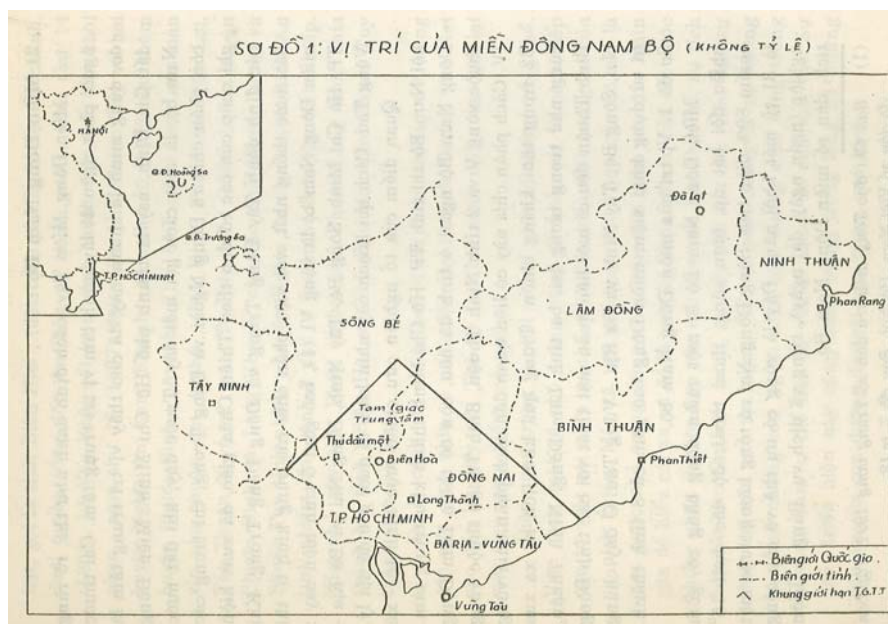 SƠ ĐỒ 1: VỊ TRÍ CỦA MIỀN ĐÔNG NAM BỘ (KHÔNG TỶ LỆ)
HÀ NỘI
Q.Đ. Hoàng Sa
Q.Đ. Trường Sa
T.P. HỒ CHÍ MINH
Đà Lạt
NINH THUẬN
Phan Rang
SÔNG BÉ
LÂM ĐỒNG
TÂY NINH
Tam giác
Trung tâm
BÌNH THUẬN
Thủ dầu một
Biên Hoà
Phan Thiết
ĐỒNG NAI
Long Thành
T.P. HỒ CHÍ MINH
BÀ RỊA - VŨNG TÀU
Vũng Tàu
Biên giới Quốc gia.
Biên giới tỉnh.
Khung giới hạn T.G.T.T